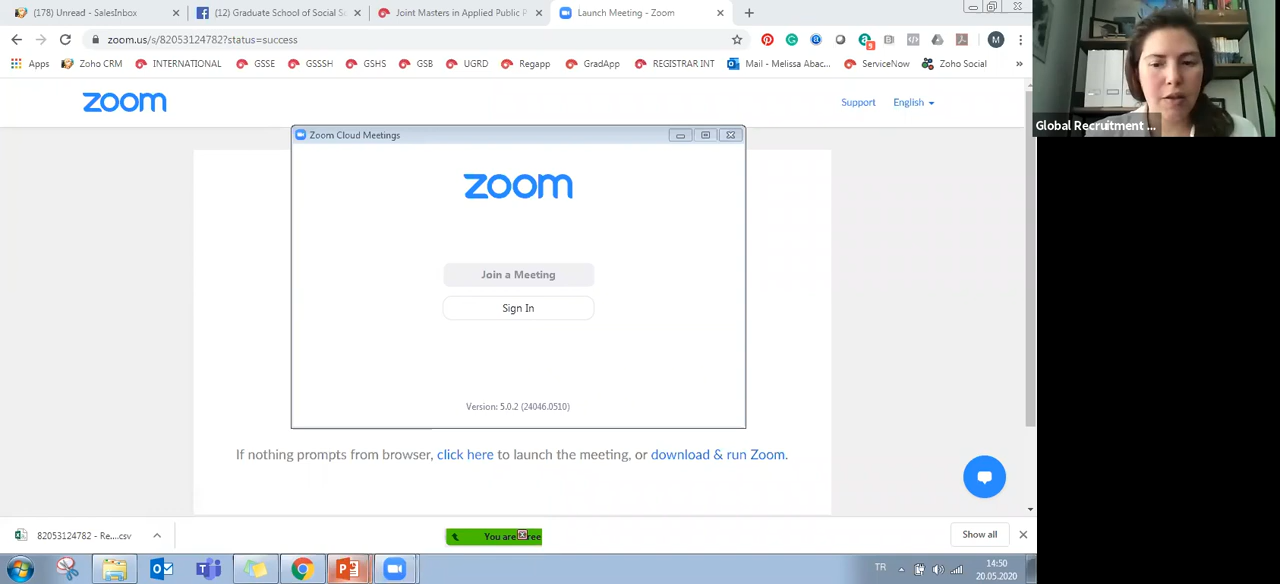 (178) Unread - SalesInbox
(12) Graduate School of Social S
Joint Masters in Applied Public P
Launch Meeting - Zoom
zoom.us/s/82053124782?status=success
Apps
Zoho CRM
INTERNATIONAL
GSSE
GSSSH
GSHS
GSB
UGRD
Regapp
GradApp
REGISTRAR INT
Mail - Melissa Abac...
ServiceNow
Zoho Social
»
M
9
zoom
Support
English
Global Recruitment ...
Zoom Cloud Meetings
zoom
Join a Meeting
Sign In
Version: 5.0.2 (24046.0510)
If nothing prompts from browser, click here to launch the meeting, or download & run Zoom.
82053124782 - Re....csv
You are
Show all
TR
14:50
20.05.2020